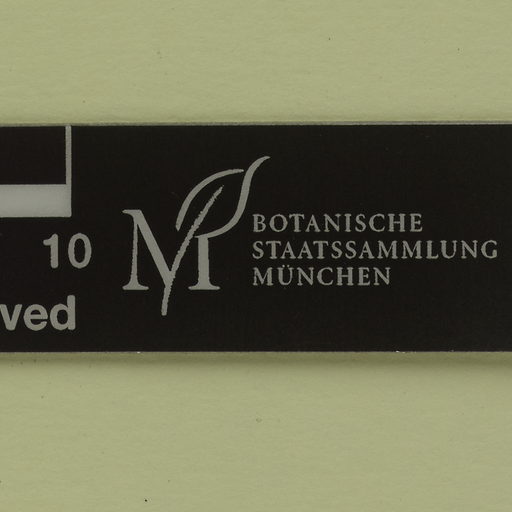 10
ved
BOTANISCHE
STAATSSAMMLUNG
MÜNCHEN